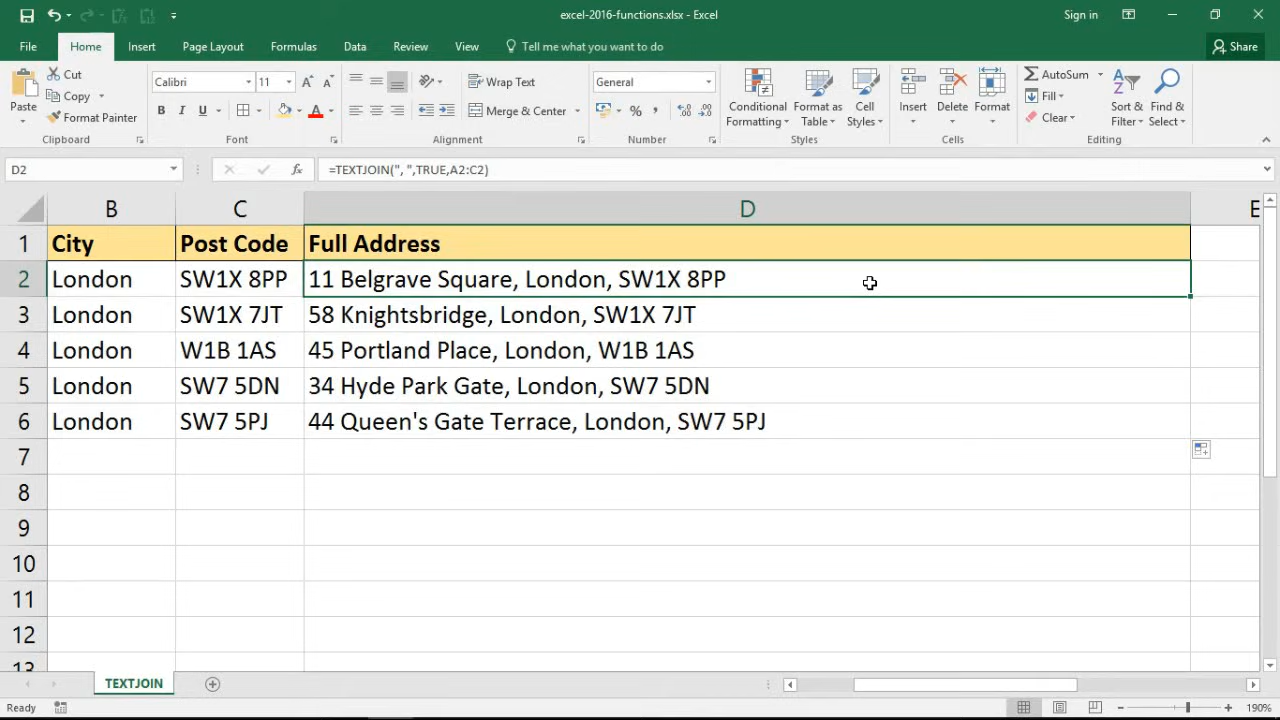 excel-2016-functions.xlsx - Excel
Sign in
File Home Insert Page Layout Formulas Data Review View Tell me what you want to do Share
Paste
Cut
Copy
Format Painter
Clipboard
Calibri 11
B I U
Font
Wrap Text
Merge & Center
Alignment
General
%
Number
Conditional Formatting
Format as Table
Cell Styles
Styles
Insert
Delete
Format
Cells
AutoSum
Fill
Clear
Sort & Filter
Find & Select
Editing
D2 fx =TEXTJOIN(", ",TRUE,A2:C2)
B C D E
1 City Post Code Full Address
2 London SW1X 8PP 11 Belgrave Square, London, SW1X 8PP
3 London SW1X 7JT 58 Knightsbridge, London, SW1X 7JT
4 London W1B 1AS 45 Portland Place, London, W1B 1AS
5 London SW7 5DN 34 Hyde Park Gate, London, SW7 5DN
6 London SW7 5PJ 44 Queen's Gate Terrace, London, SW7 5PJ
7
8
9
10
11
12
13
TEXTJOIN
Ready
190%